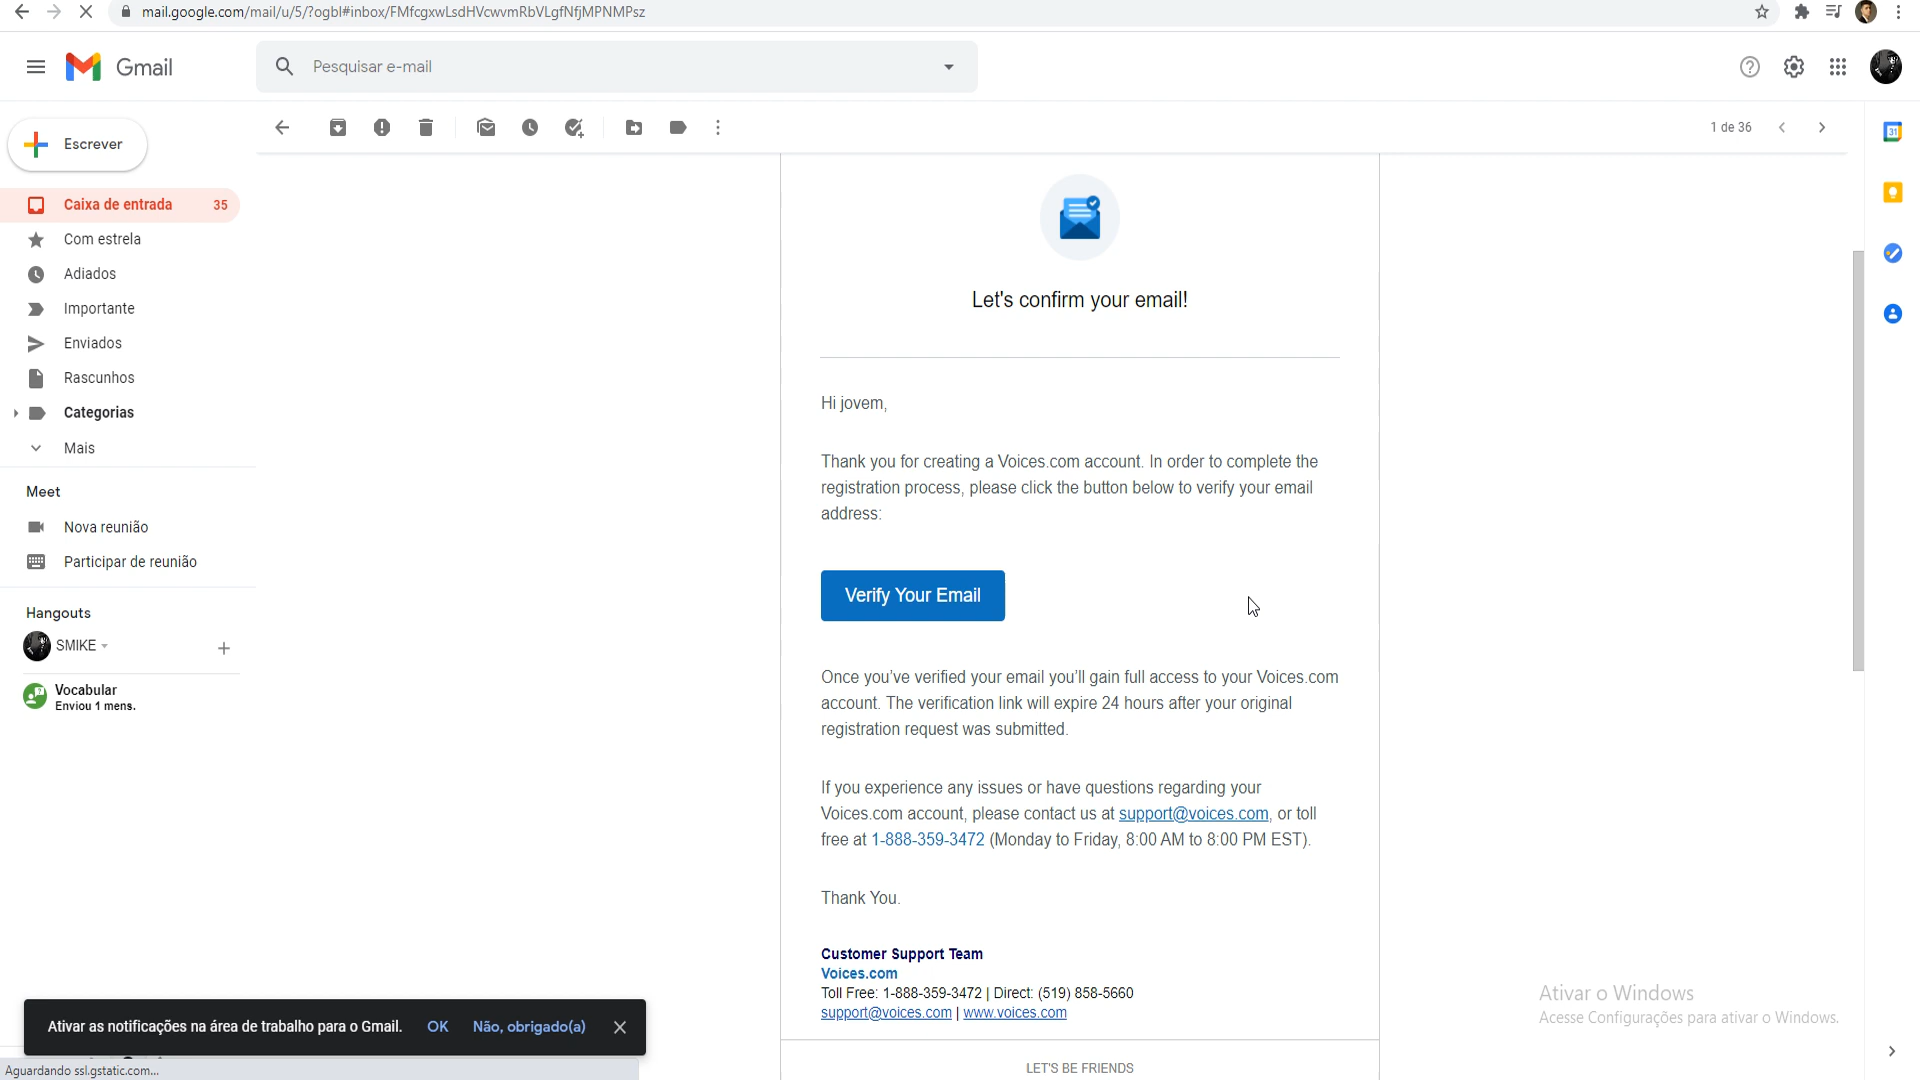 mail.google.com/mail/u/5/?ogbl#inbox/FMfcgxwLsdHVcwvmRbVLgfNfjMPNMPsz
Gmail
Pesquisar e-mail
Escrever
1 de 36
31
Caixa de entrada 35
Com estrela
Adiados
Importante
Enviados
Rascunhos
Categorias
Mais
Meet
Nova reunião
Participar de reunião
Hangouts
SMIKE
Vocabular
Enviou 1 mens.
Let's confirm your email!
Hi jovem,
Thank you for creating a Voices.com account. In order to complete the
registration process, please click the button below to verify your email
address:
Verify Your Email
Once you've verified your email you'll gain full access to your Voices.com
account. The verification link will expire 24 hours after your original
registration request was submitted.
If you experience any issues or have questions regarding your
Voices.com account, please contact us at support@voices.com, or toll
free at 1-888-359-3472 (Monday to Friday, 8:00 AM to 8:00 PM EST).
Thank You.
Customer Support Team
Voices.com
Toll Free: 1-888-359-3472 | Direct: (519) 858-5660
support@voices.com | www.voices.com
LET'S BE FRIENDS
Ativar o Windows
Acesse Configurações para ativar o Windows.
Ativar as notificações na área de trabalho para o Gmail. OK Não, obrigado(a)
Aguardando ssl.gstatic.com...